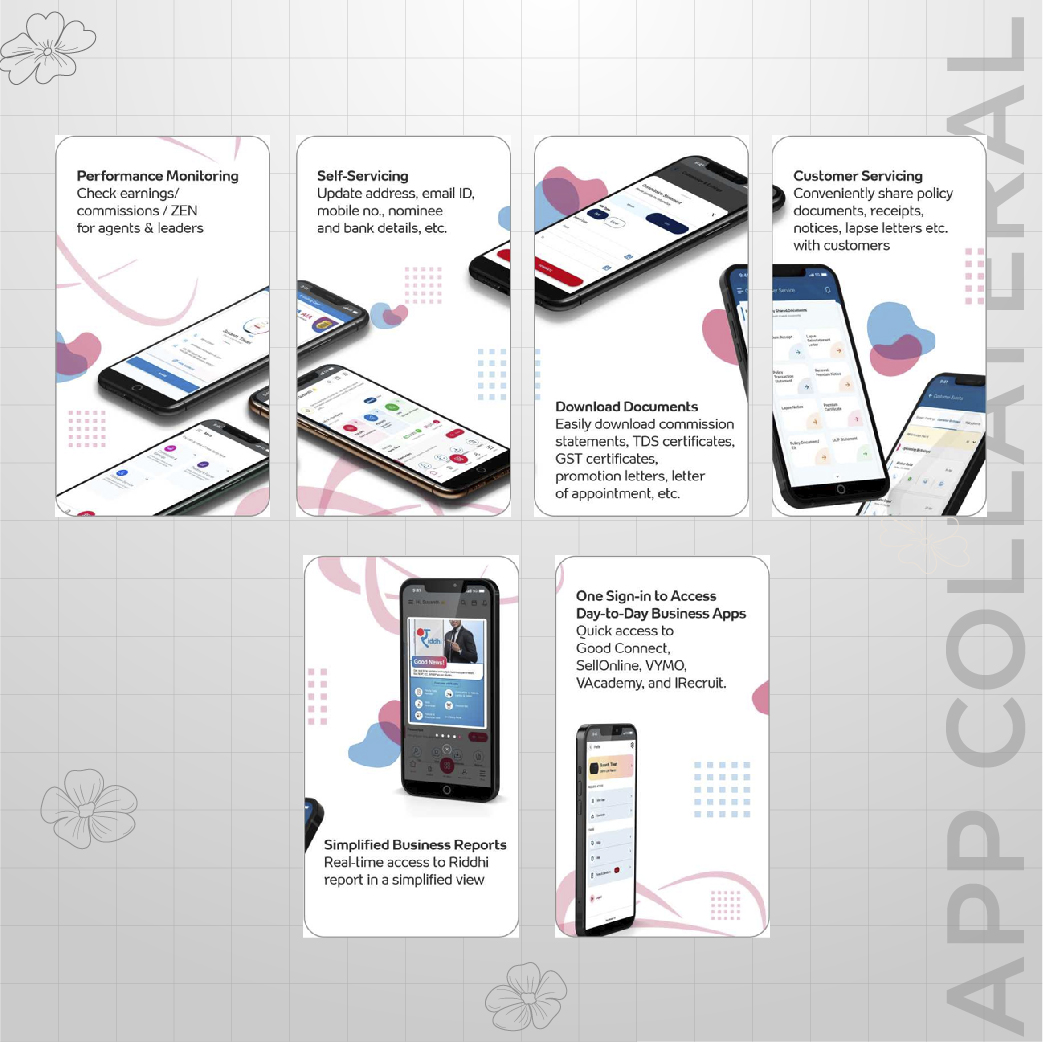 Performance Monitoring
Check earnings/
commissions / ZEN
for agents & leaders
Self-Servicing
Update address, email ID,
mobile no., nominee
and bank details, etc.
Download Documents
Easily download commission
statements, TDS certificates,
GST certificates,
promotion letters, letter
of appointment, etc.
Customer Servicing
Conveniently share policy
documents, receipts,
notices, lapse letters etc.
with customers
Good News!
Simplified Business Reports
Real-time access to Riddhi
report in a simplified view
One Sign-in to Access
Day-to-Day Business Apps
Quick access to
Good Connect,
SellOnline, VYMO,
VAcademy, and IRecruit.
APP COLLATERAL